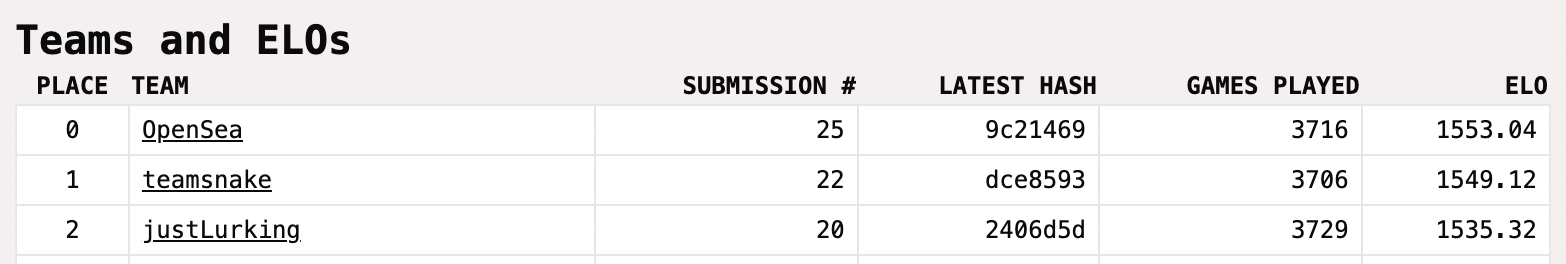 Teams and ELOs
PLACE TEAM SUBMISSION # LATEST HASH GAMES PLAYED ELO
0 OpenSea 25 9c21469 3716 1553.04
1 teamsnake 22 dce8593 3706 1549.12
2 justLurking 20 2406d5d 3729 1535.32